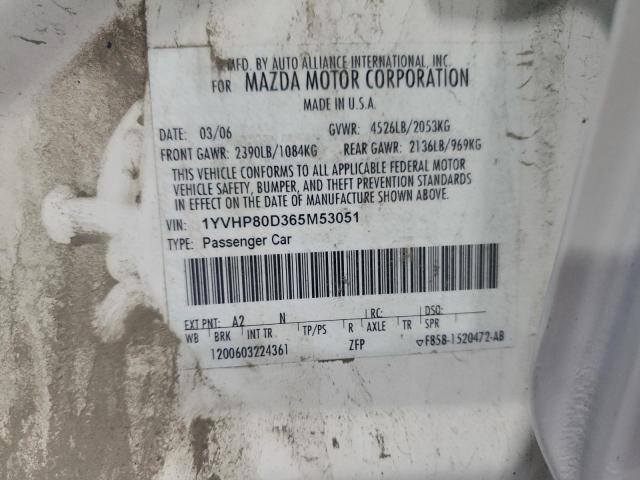 MFD. BY AUTO ALLIANCE INTERNATIONAL, INC.
FOR MAZDA MOTOR CORPORATION
MADE IN U.S.A.
DATE: 03/06 GVWR: 4526LB/2053KG
FRONT GAWR: 2390LB/1084KG REAR GAWR: 2136LB/969KG
THIS VEHICLE CONFORMS TO ALL APPLICABLE FEDERAL MOTOR
VEHICLE SAFETY, BUMPER, AND THEFT PREVENTION STANDARDS
IN EFFECT ON THE DATE OF MANUFACTURE SHOWN ABOVE.
VIN: 1YVHP80D365M53051
TYPE: Passenger Car
EXT PNT: A2 N RC: DSO:
WB BRK INT TR TP/PS R AXLE TR SPR
1200603224361 ZFP F85B-1520472-AB